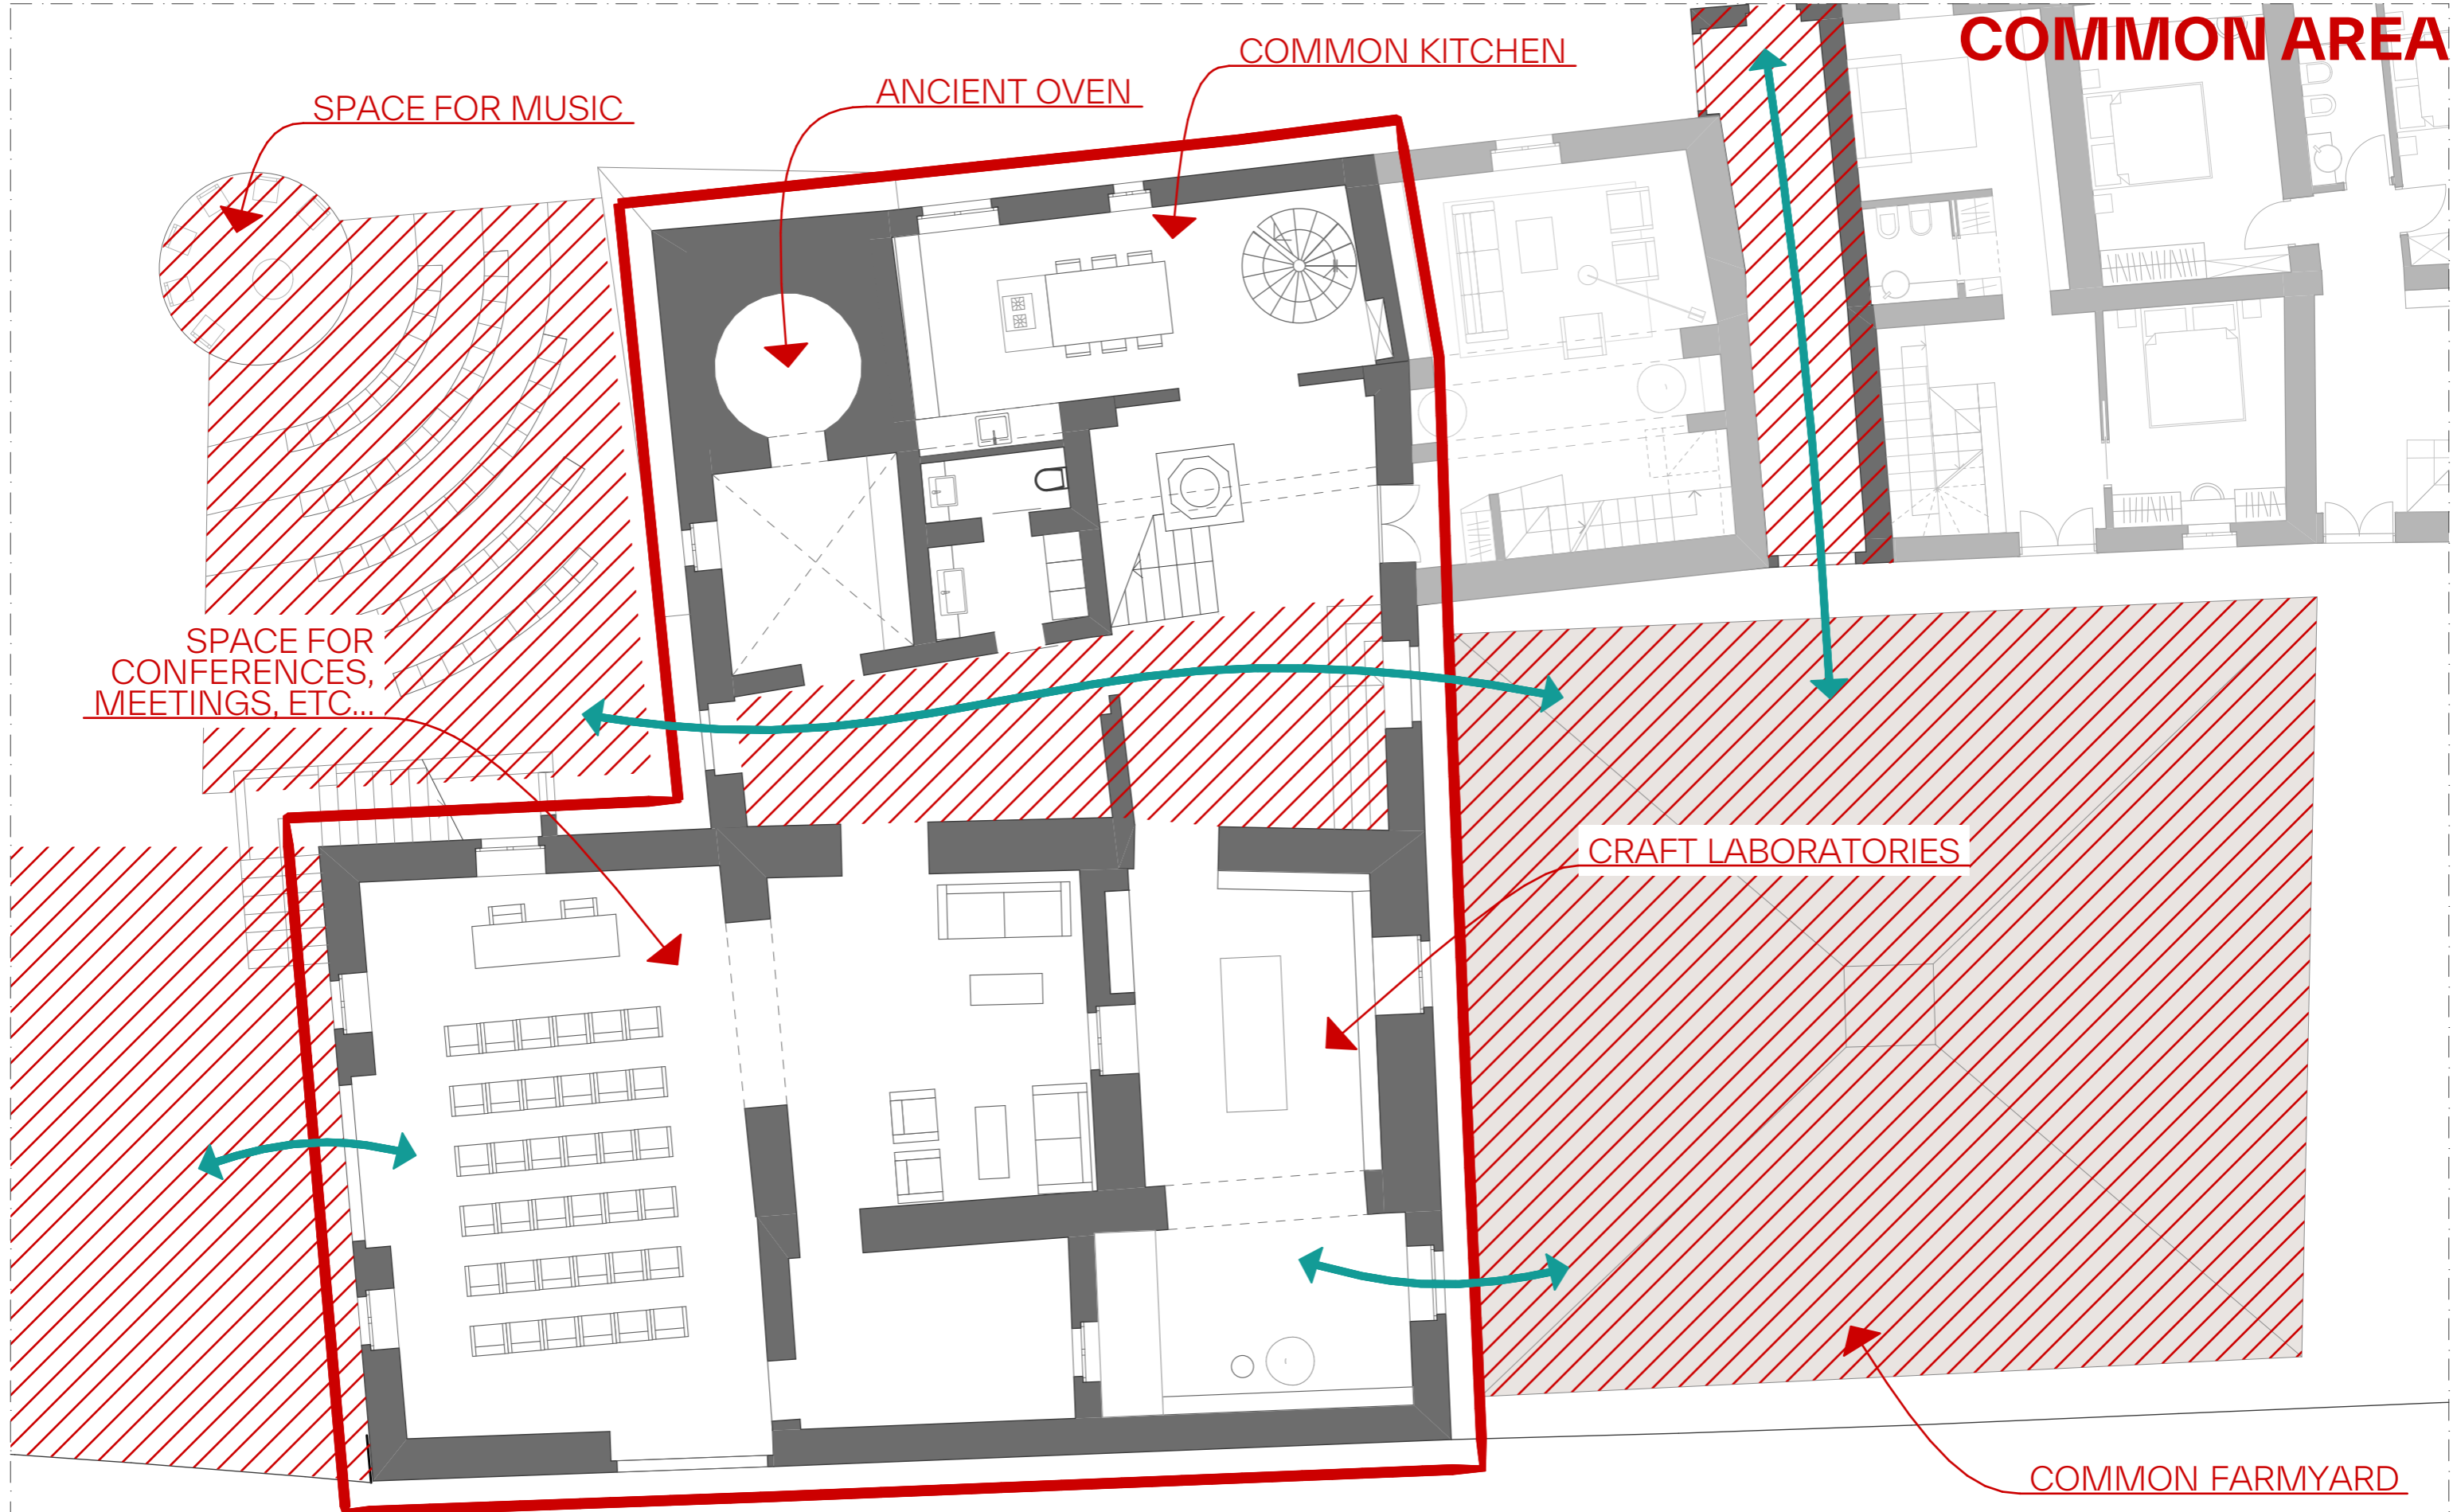 COMMON AREA
COMMON KITCHEN
ANCIENT OVEN
SPACE FOR MUSIC
SPACE FOR
CONFERENCES,
MEETINGS, ETC...
CRAFT LABORATORIES
COMMON FARMYARD